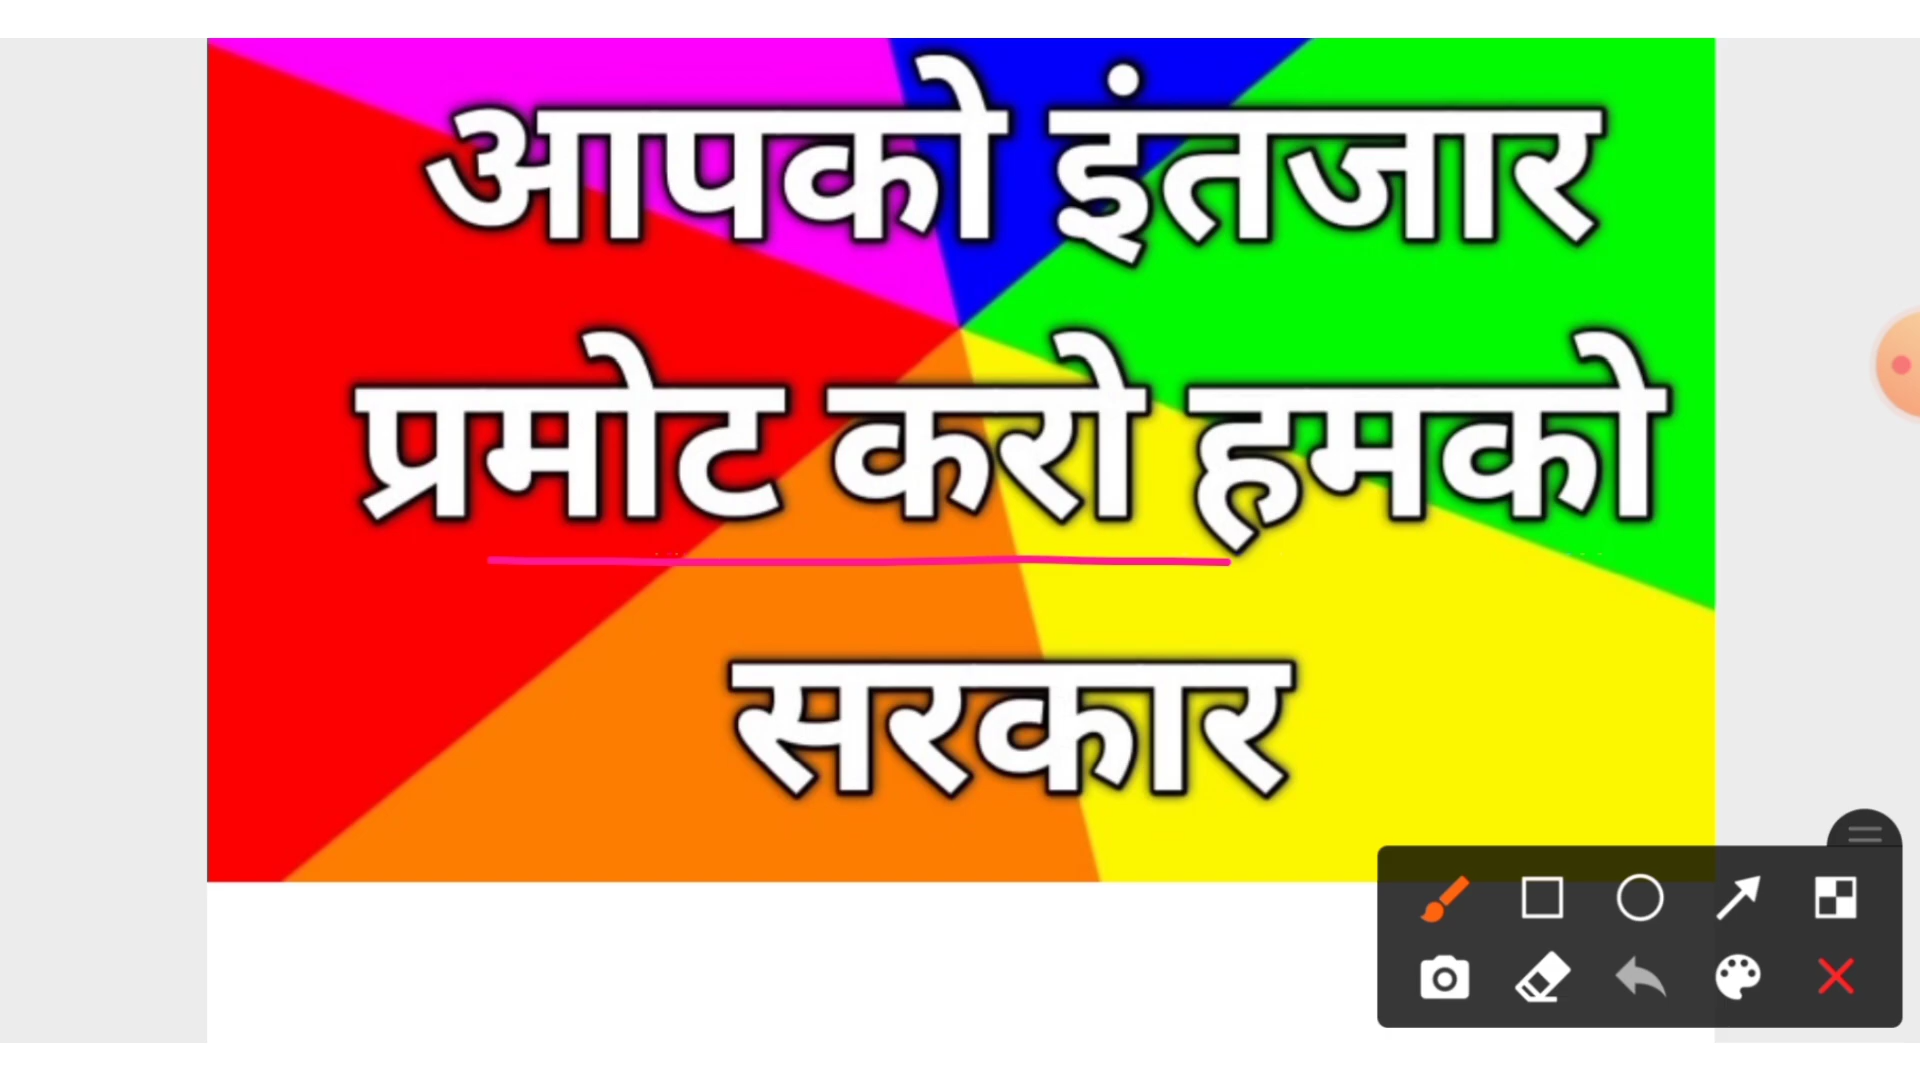 आपको इंतजार
प्रमोट करो हमको
सरकार